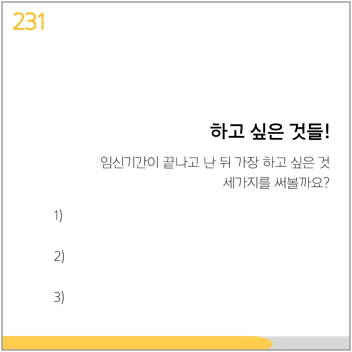 231
하고 싶은 것들!
임신기간이 끝나고 난 뒤 가장 하고 싶은 것
세가지를 써볼까요?
1)
2)
3)